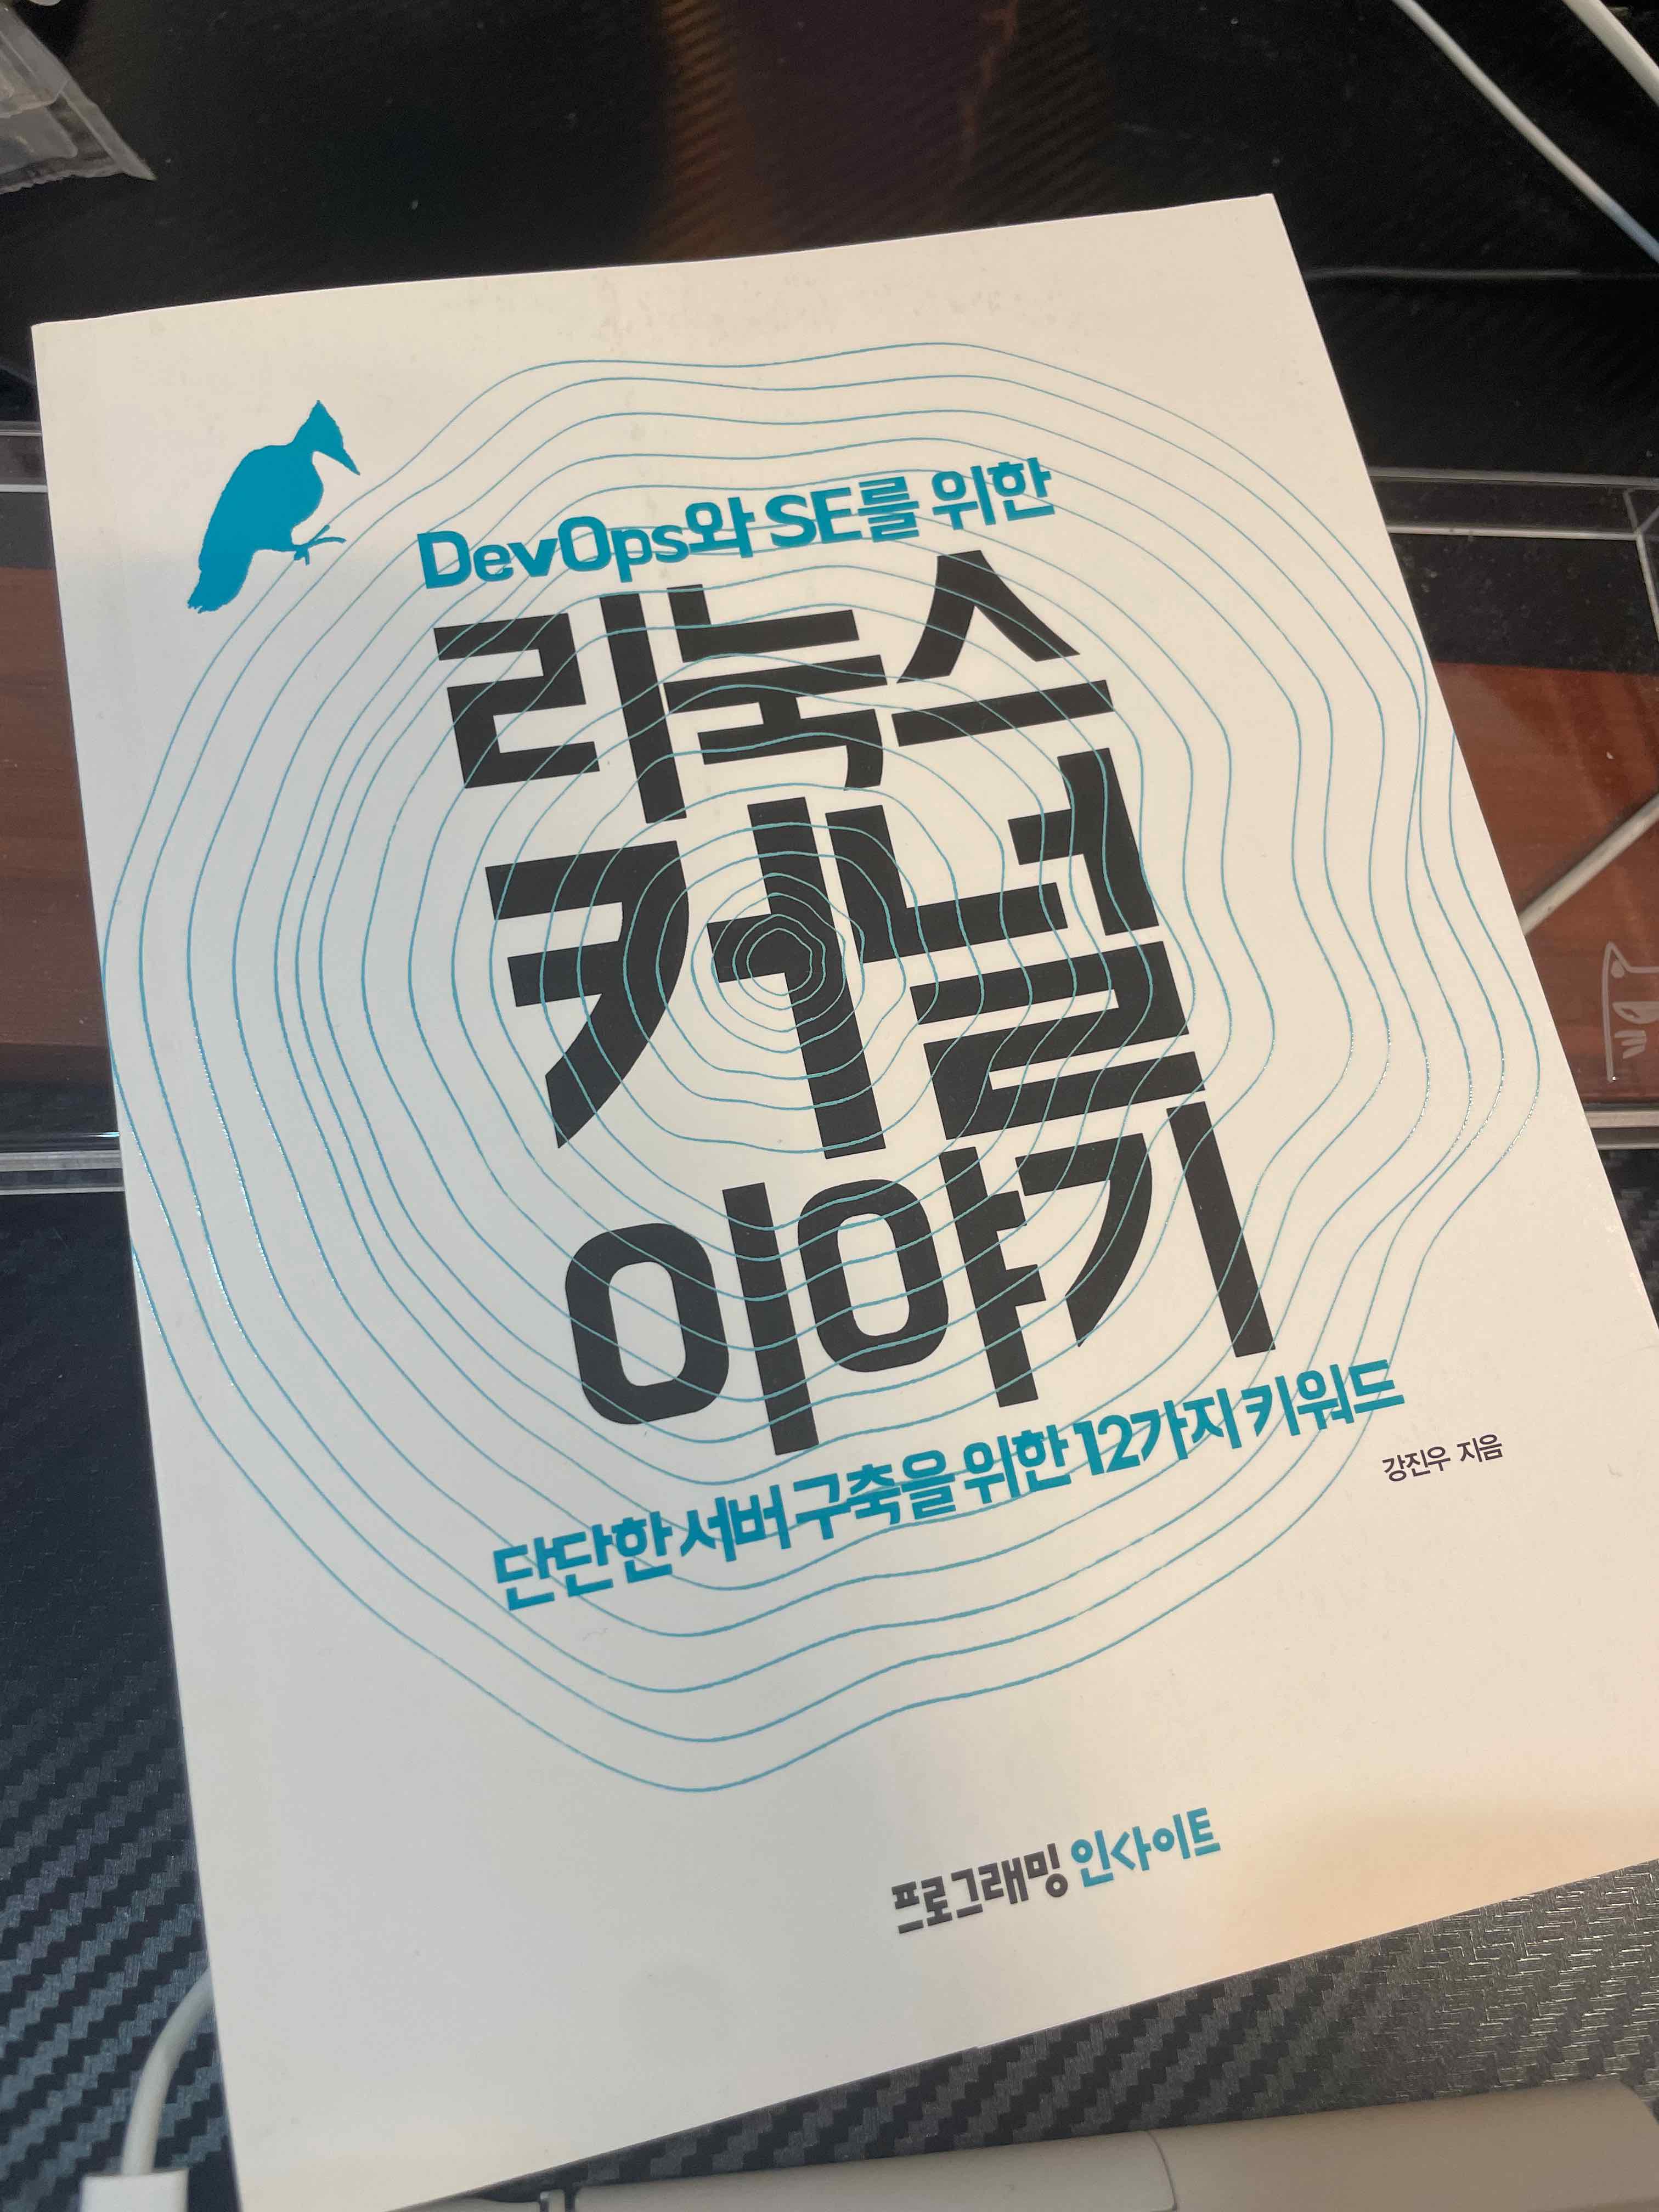 DevOps와 SE를 위한
리눅스
커널
이야기
단단한 서버 구축을 위한 12가지 키워드
강진우 지음
프로그래밍 인사이트